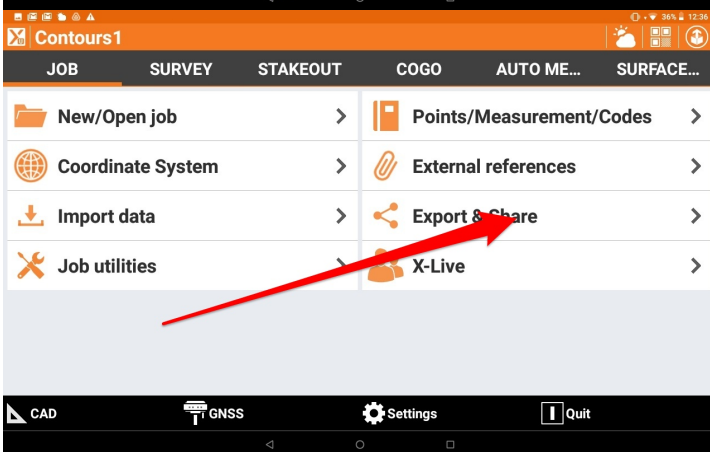 36% 12:36
Contours1
JOB SURVEY STAKEOUT COGO AUTO ME... SURFACE...
New/Open job Points/Measurement/Codes
Coordinate System External references
Import data Export & Share
Job utilities X-Live
CAD GNSS Settings Quit